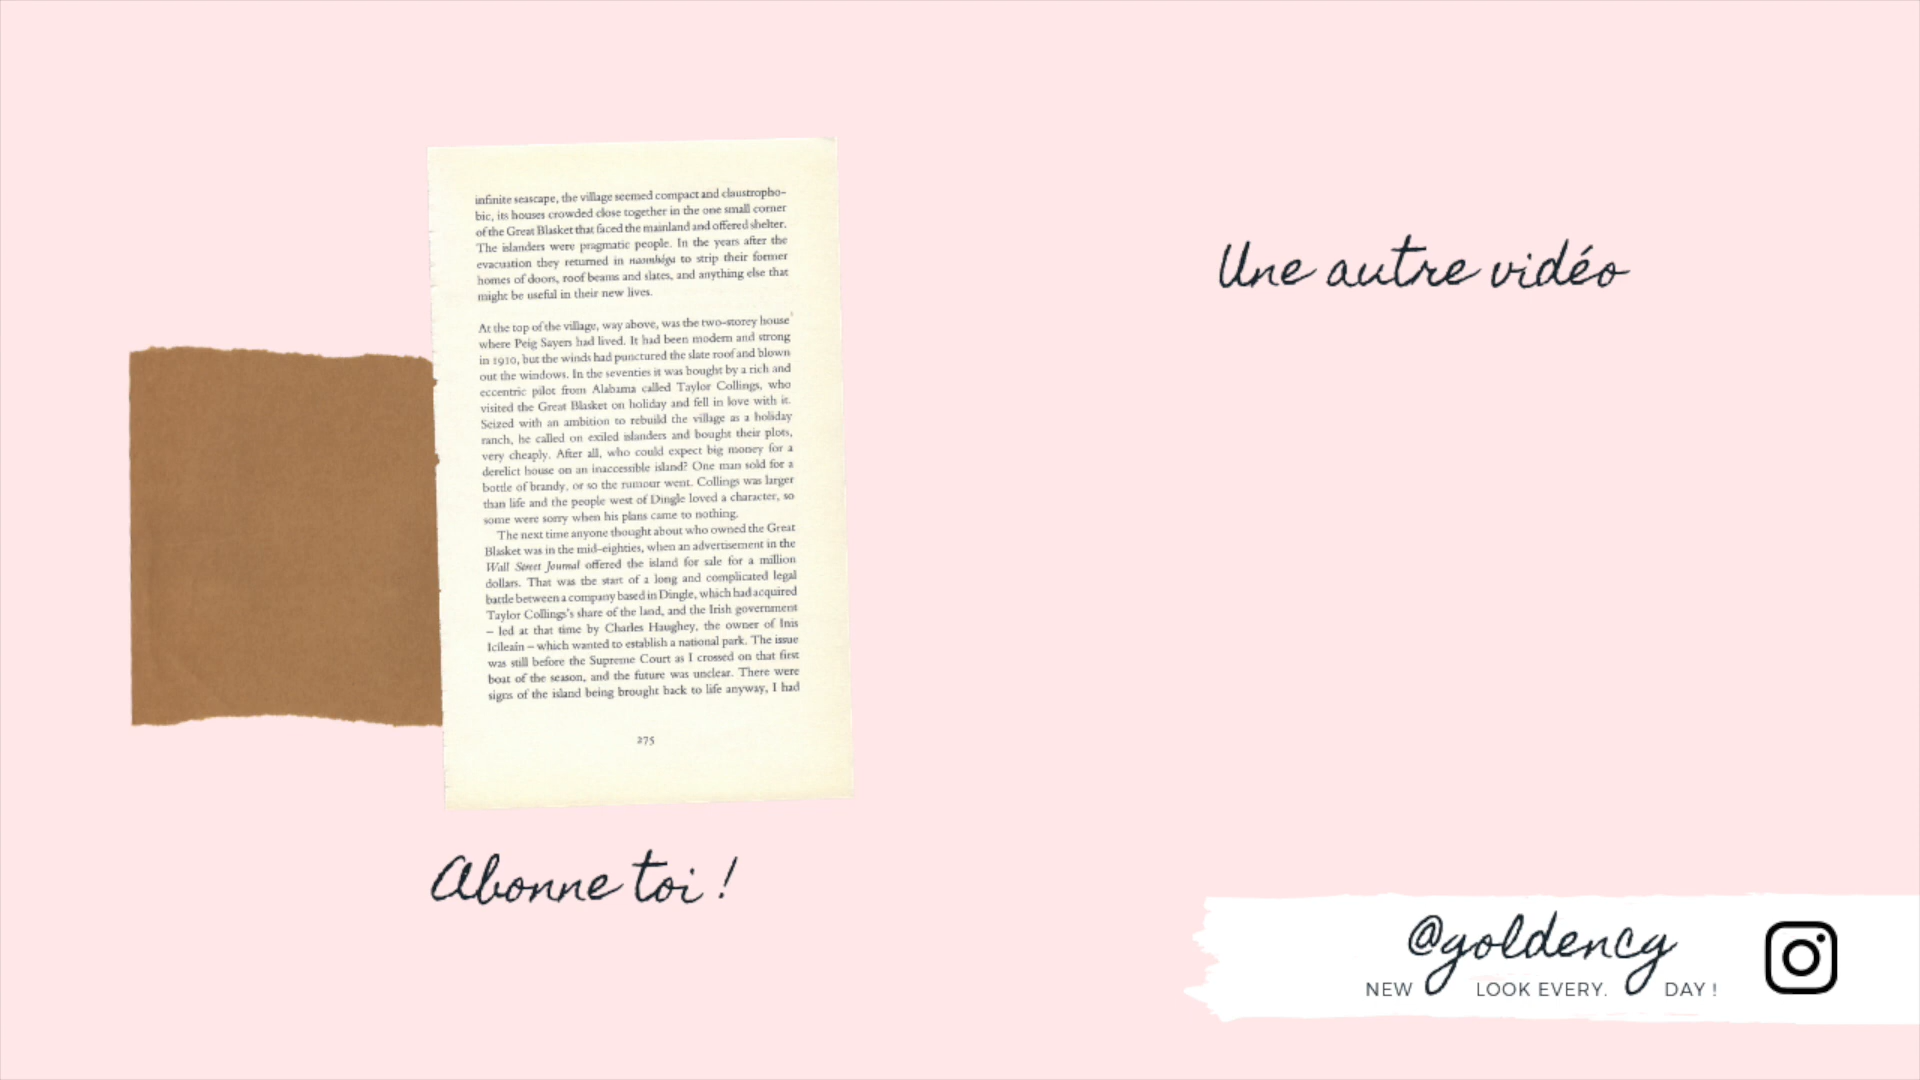 infinite seascape, the village seemed compact and claustropho-
bic, its houses crowded close together in the one small corner
of the Great Blasket that faced the mainland and offered shelter.
The islanders were pragmatic people. In the years after the
evacuation they returned in naomhóga to strip their former
homes of doors, roof beams and slates, and anything else that
might be useful in their new lives.
At the top of the village, way above, was the two-storey house
where Peig Sayers had lived. It had been modern and strong
in 1910, but the winds had punctured the slate roof and blown
out the windows. In the seventies it was bought by a rich and
eccentric pilot from Alabama called Taylor Collings, who
visited the Great Blasket on holiday and fell in love with it.
Seized with an ambition to rebuild the village as a holiday
ranch, he called on exiled islanders and bought their plots,
very cheaply. After all, who could expect big money for a
derelict house on an inaccessible island? One man sold for a
bottle of brandy, or so the rumour went. Collings was larger
than life and the people west of Dingle loved a character, so
some were sorry when his plans came to nothing.
The next time anyone thought about who owned the Great
Blasket was in the mid-eighties, when an advertisement in the
Wall Street Journal offered the island for sale for a million
dollars. That was the start of a long and complicated legal
battle between a company based in Dingle, which had acquired
Taylor Collings's share of the land, and the Irish government
– led at that time by Charles Haughey, the owner of Inis
Icíleaín – which wanted to establish a national park. The issue
was still before the Supreme Court as I crossed on that first
boat of the season, and the future was unclear. There were
signs of the island being brought back to life anyway, I had
275
Abonne toi !
Une autre vidéo
@goldency
NEW LOOK EVERY. DAY !